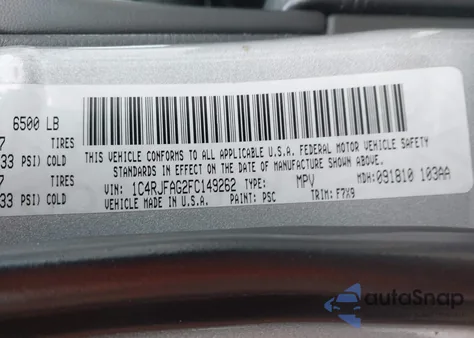 6500 LB
7 TIRES
33 PSI) COLD
7 TIRES
33 PSI) COLD
THIS VEHICLE CONFORMS TO ALL APPLICABLE U.S.A. FEDERAL MOTOR VEHICLE SAFETY
STANDARDS IN EFFECT ON THE DATE OF MANUFACTURE SHOWN ABOVE.
VIN: 1C4RJFAG2FC149262 TYPE: MPV MDH: 091810 103AA
VEHICLE MADE IN U.S.A. PAINT: PSC TRIM: F7X9
autoSnap